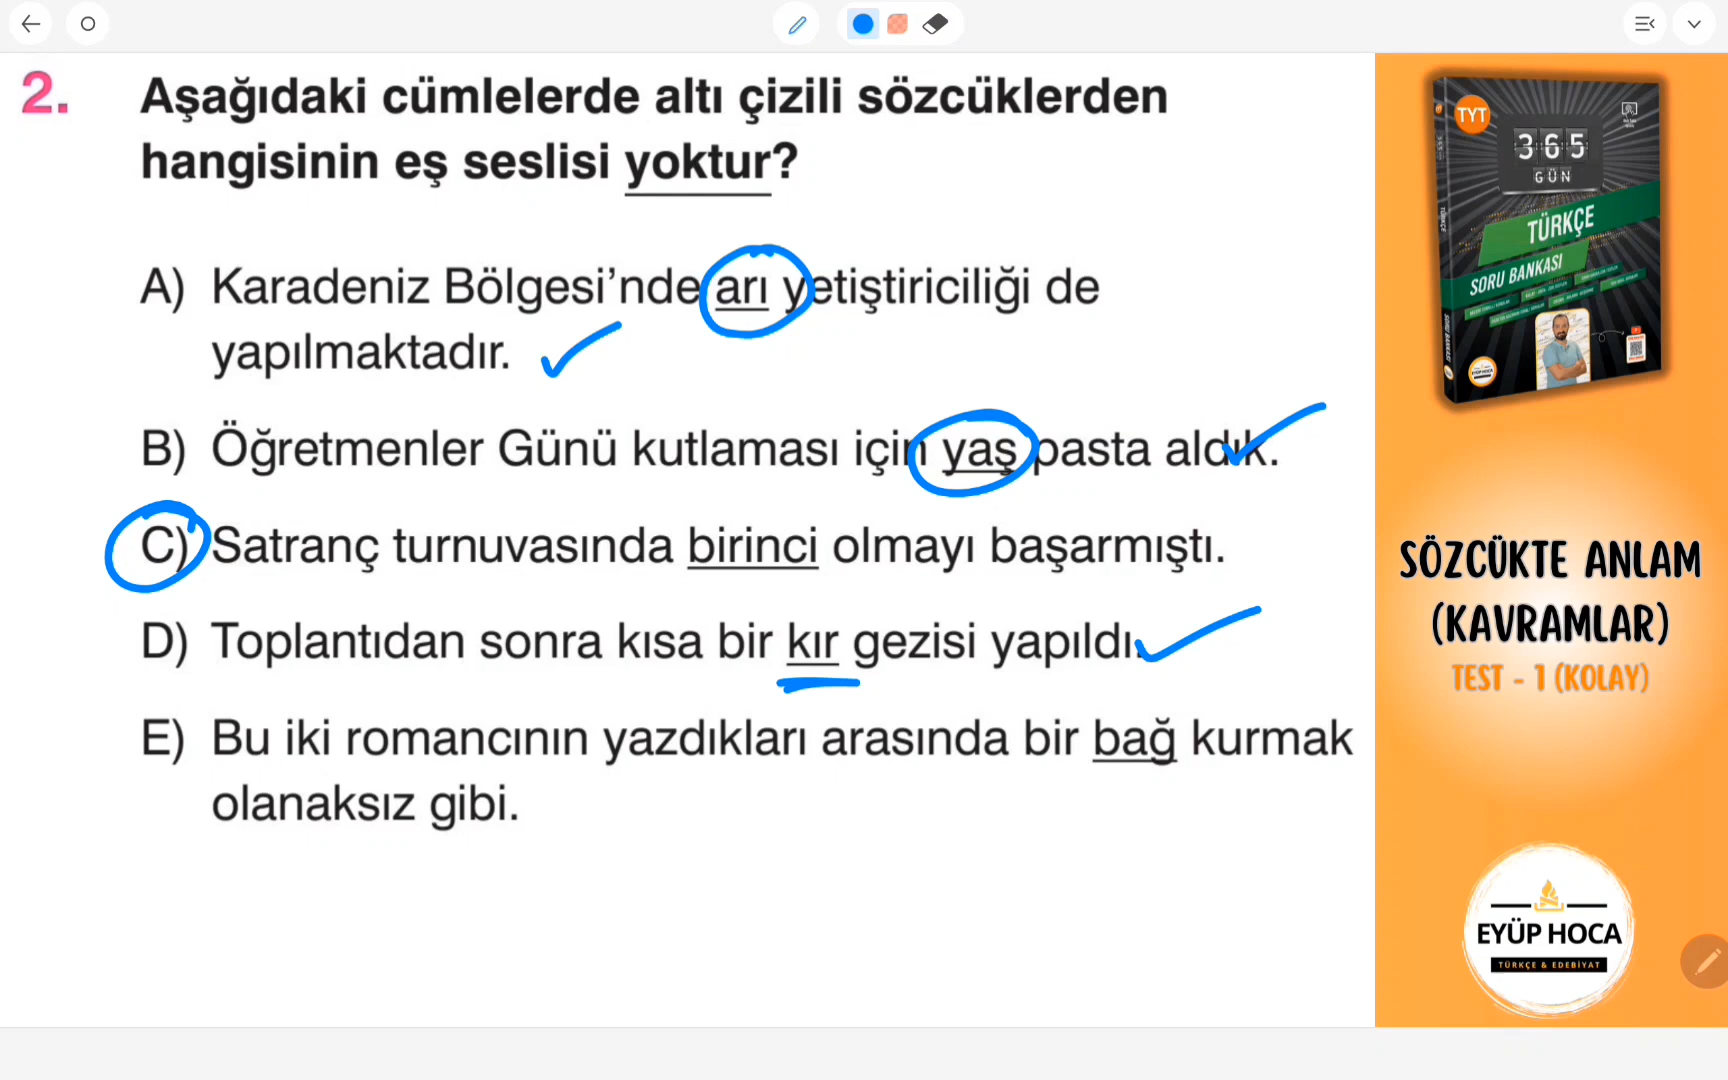 2. Aşağıdaki cümlelerde altı çizili sözcüklerden
hangisinin eş seslisi yoktur?
A) Karadeniz Bölgesi’nde arı yetiştiriciliği de
yapılmaktadır.
B) Öğretmenler Günü kutlaması için yaş pasta aldık.
C) Satranç turnuvasında birinci olmayı başarmıştı.
D) Toplantıdan sonra kısa bir kır gezisi yapıldı.
E) Bu iki romancının yazdıkları arasında bir bağ kurmak
olanaksız gibi.
TYT
365
GÜN
TÜRKÇE
SORU BANKASI
SÖZCÜKTE ANLAM
(KAVRAMLAR)
TEST - 1 (KOLAY)
EYÜP HOCA
TÜRKÇE & EDEBİYAT